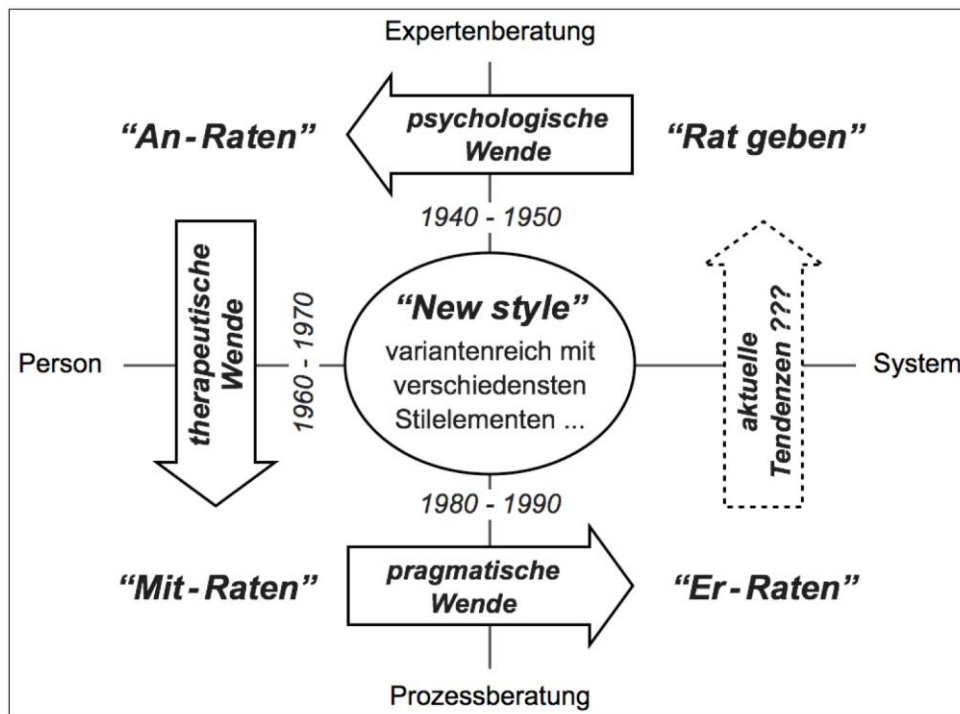 Expertenberatung
“An-Raten”
psychologische
Wende
“Rat geben”
1940 - 1950
therapeutische
Wende
1960 - 1970
“New style”
variantenreich mit
verschiedensten
Stilelementen ...
Person
System
aktuelle
Tendenzen ???
1980 - 1990
“Mit-Raten”
pragmatische
Wende
“Er-Raten”
Prozessberatung